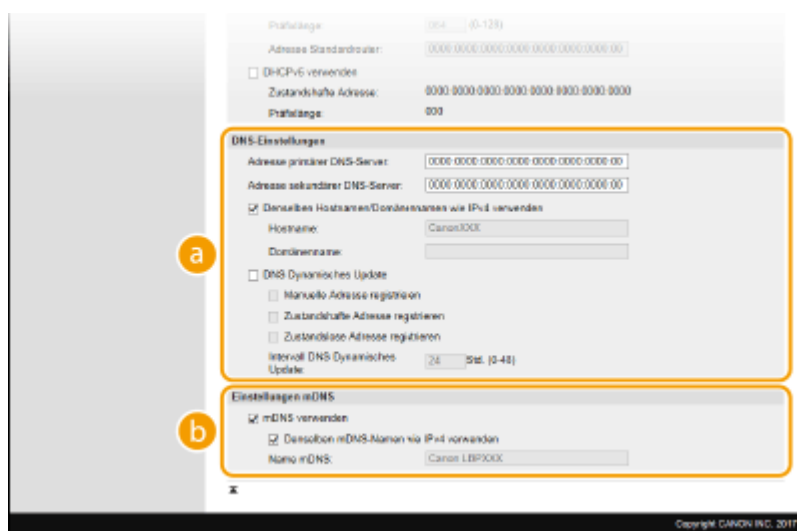 Präfixlänge: 064 (0-128)
Adresse Standardrouter: 0000:0000:0000:0000:0000:0000:0000:00
DHCPv6 verwenden
Zustandshafte Adresse: 0000:0000:0000:0000:0000:0000:0000:0000
Präfixlänge: 000
DNS-Einstellungen
Adresse primärer DNS-Server: 0000:0000:0000:0000:0000:0000:0000:00
Adresse sekundärer DNS-Server: 0000:0000:0000:0000:0000:0000:0000:00
Denselben Hostnamen/Domänennamen wie IPv4 verwenden
Hostname: CanonXXX
Domänenname:
a
DNS Dynamisches Update
Manuelle Adresse registrieren
Zustandshafte Adresse registrieren
Zustandslose Adresse registrieren
Intervall DNS Dynamisches Update: 24 Std. (0-48)
Einstellungen mDNS
mDNS verwenden
b
Denselben mDNS-Namen wie IPv4 verwenden
Name mDNS: Canon LBPXXX
Copyright CANON INC. 2017